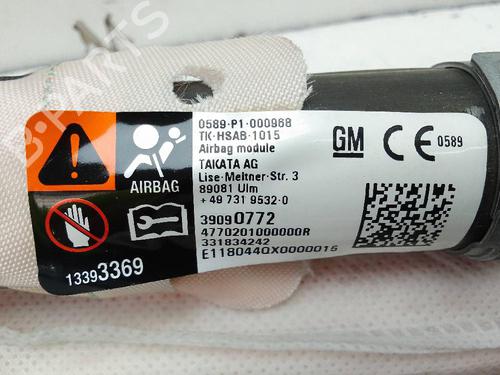 0589-P1-000988
TK-HSAB-1015
Airbag module
TAKATA AG
Lise-Meitner-Str. 3
89081 Ulm
+49 731 9532-0
GM
CE 0589
AIRBAG
39090772
4770201000000R
331834242
E118044QX0000015
13393369
B-PARTS